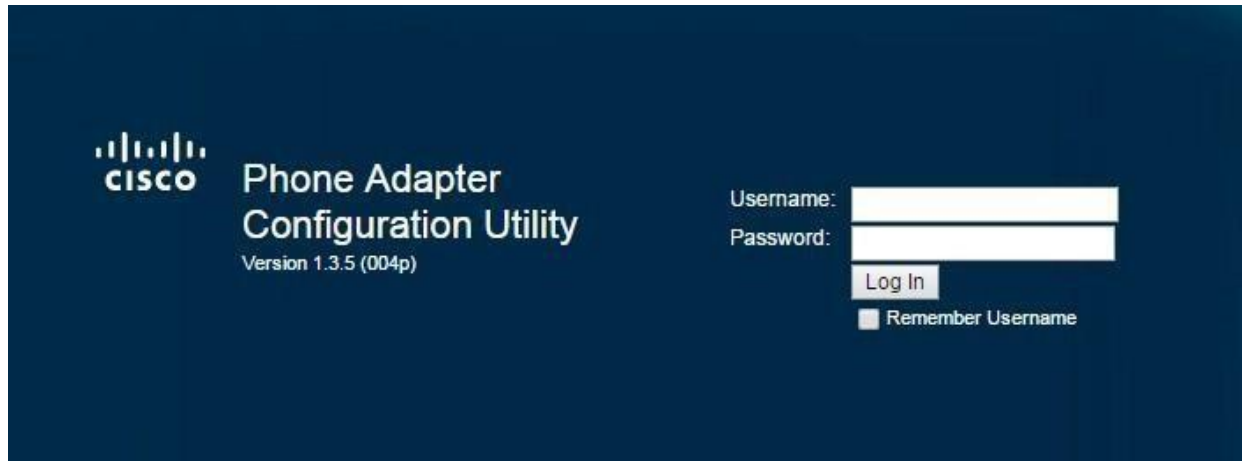 CISCO
Phone Adapter
Configuration Utility
Version 1.3.5 (004p)
Username:
Password:
Log In
Remember Username